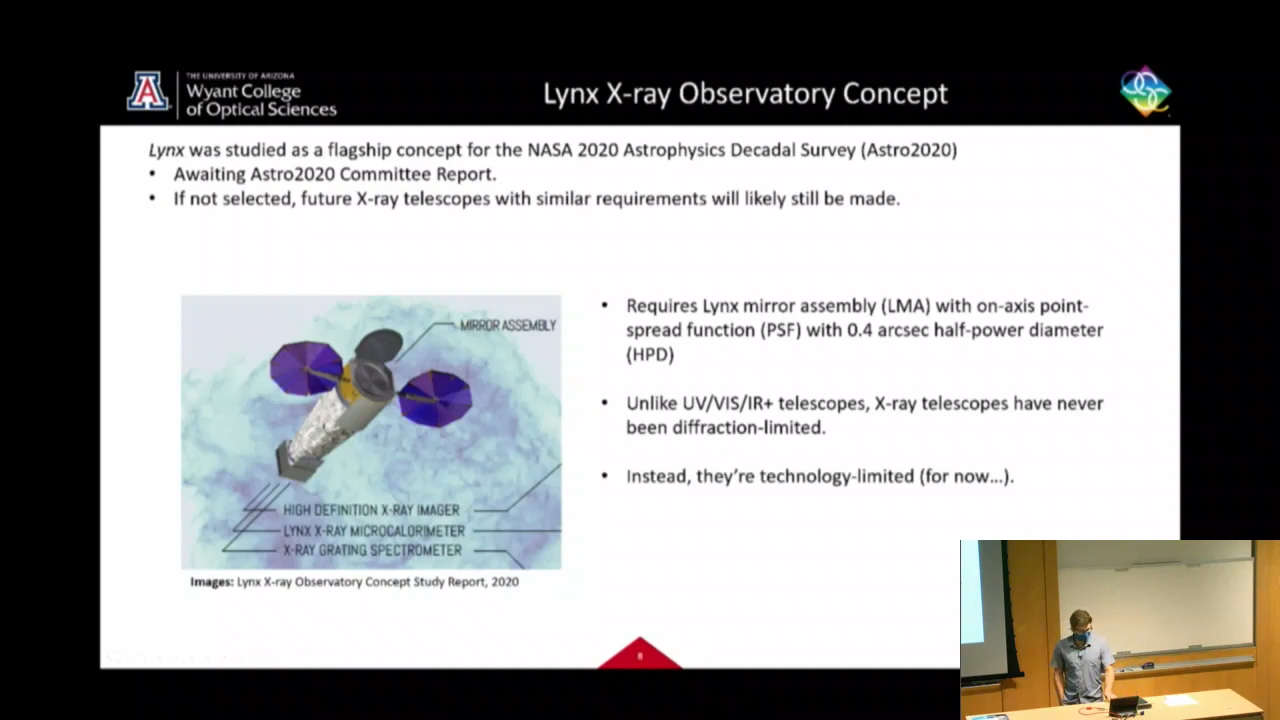 THE UNIVERSITY OF ARIZONA
Wyant College
of Optical Sciences
Lynx X-ray Observatory Concept
Lynx was studied as a flagship concept for the NASA 2020 Astrophysics Decadal Survey (Astro2020)
• Awaiting Astro2020 Committee Report.
• If not selected, future X-ray telescopes with similar requirements will likely still be made.
MIRROR ASSEMBLY
HIGH DEFINITION X-RAY IMAGER
LYNX X-RAY MICROCALORIMETER
X-RAY GRATING SPECTROMETER
Images: Lynx X-ray Observatory Concept Study Report, 2020
• Requires Lynx mirror assembly (LMA) with on-axis point-
spread function (PSF) with 0.4 arcsec half-power diameter
(HPD)
• Unlike UV/VIS/IR+ telescopes, X-ray telescopes have never
been diffraction-limited.
• Instead, they're technology-limited (for now...).
8